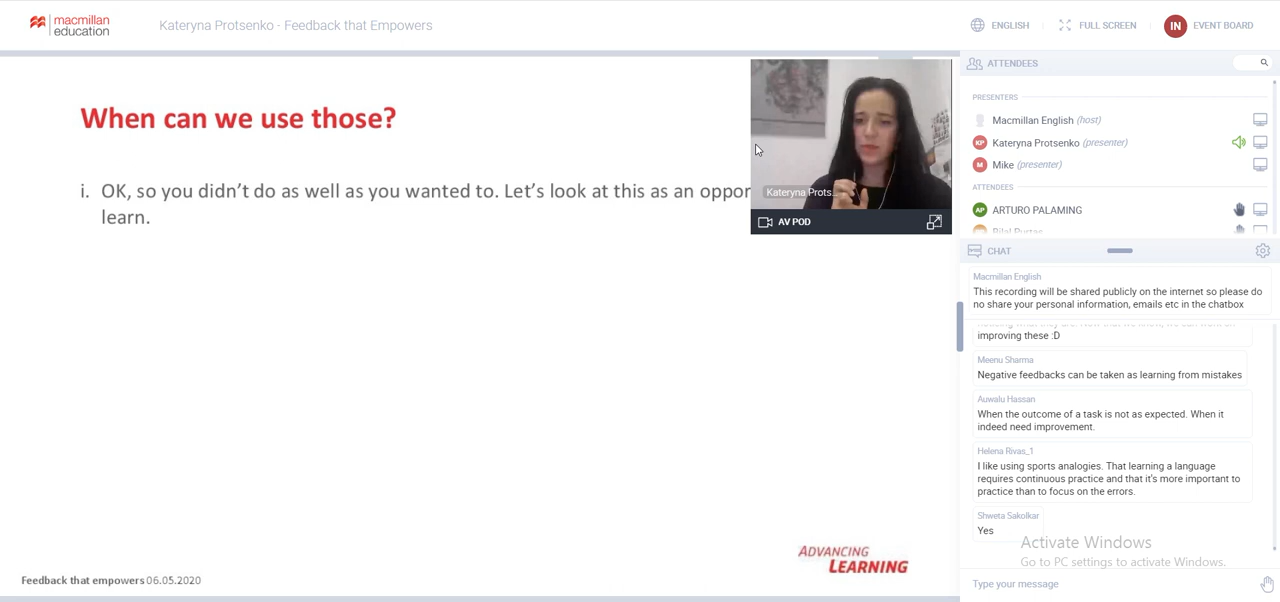 macmillan
education
Kateryna Protsenko - Feedback that Empowers
ENGLISH
FULL SCREEN
IN
EVENT BOARD
When can we use those?
i. OK, so you didn't do as well as you wanted to. Let's look at this as an oppor
learn.
Kateryna Prots...
AV POD
ADVANCING
LEARNING
Feedback that empowers 06.05.2020
ATTENDEES
PRESENTERS
Macmillan English (host)
KP Kateryna Protsenko (presenter)
M Mike (presenter)
ATTENDEES
AP ARTURO PALAMING
CHAT
Macmillan English
This recording will be shared publicly on the internet so please do
no share your personal information, emails etc in the chatbox
improving these :D
Meenu Sharma
Negative feedbacks can be taken as learning from mistakes
Auwalu Hassan
When the outcome of a task is not as expected. When it
indeed need improvement.
Helena Rivas_1
I like using sports analogies. That learning a language
requires continuous practice and that it's more important to
practice than to focus on the errors.
Shweta Sakolkar
Yes
Activate Windows
Go to PC settings to activate Windows.
Type your message